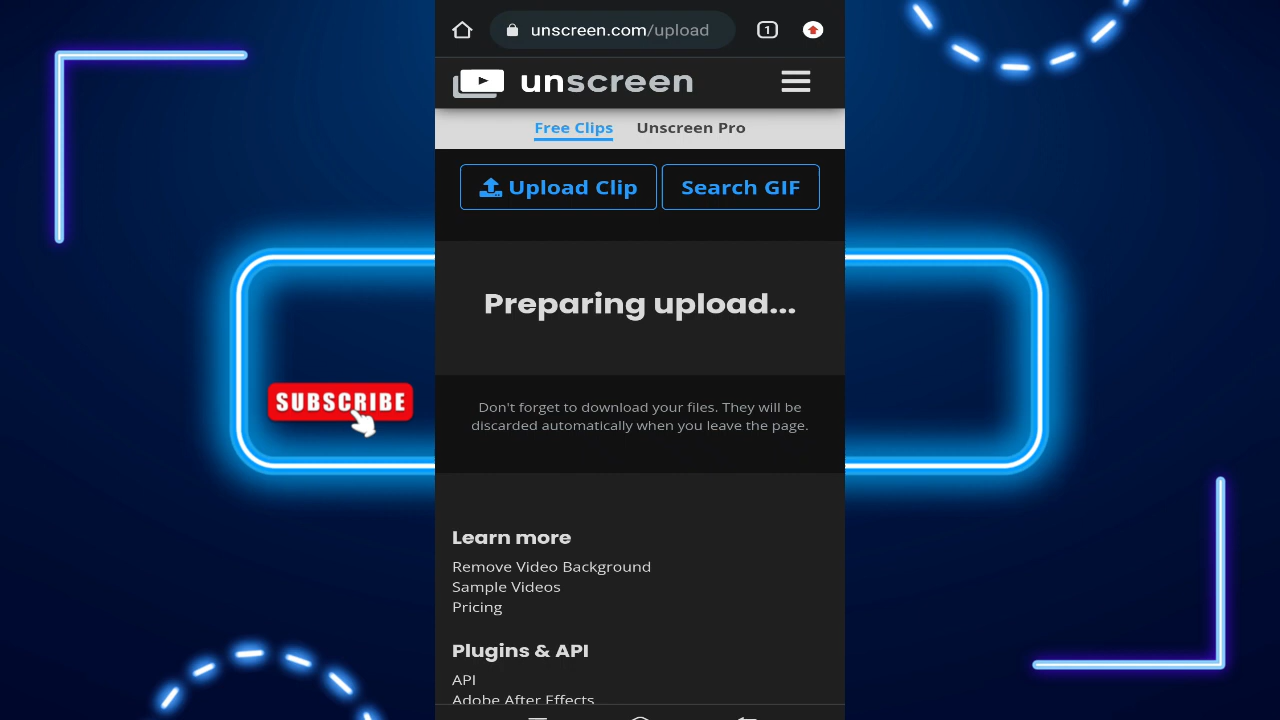 unscreen.com/upload
1
unscreen
Free Clips Unscreen Pro
Upload Clip Search GIF
Preparing upload...
SUBSCRIBE
Don't forget to download your files. They will be
discarded automatically when you leave the page.
Learn more
Remove Video Background
Sample Videos
Pricing
Plugins & API
API
Adobe After Effects